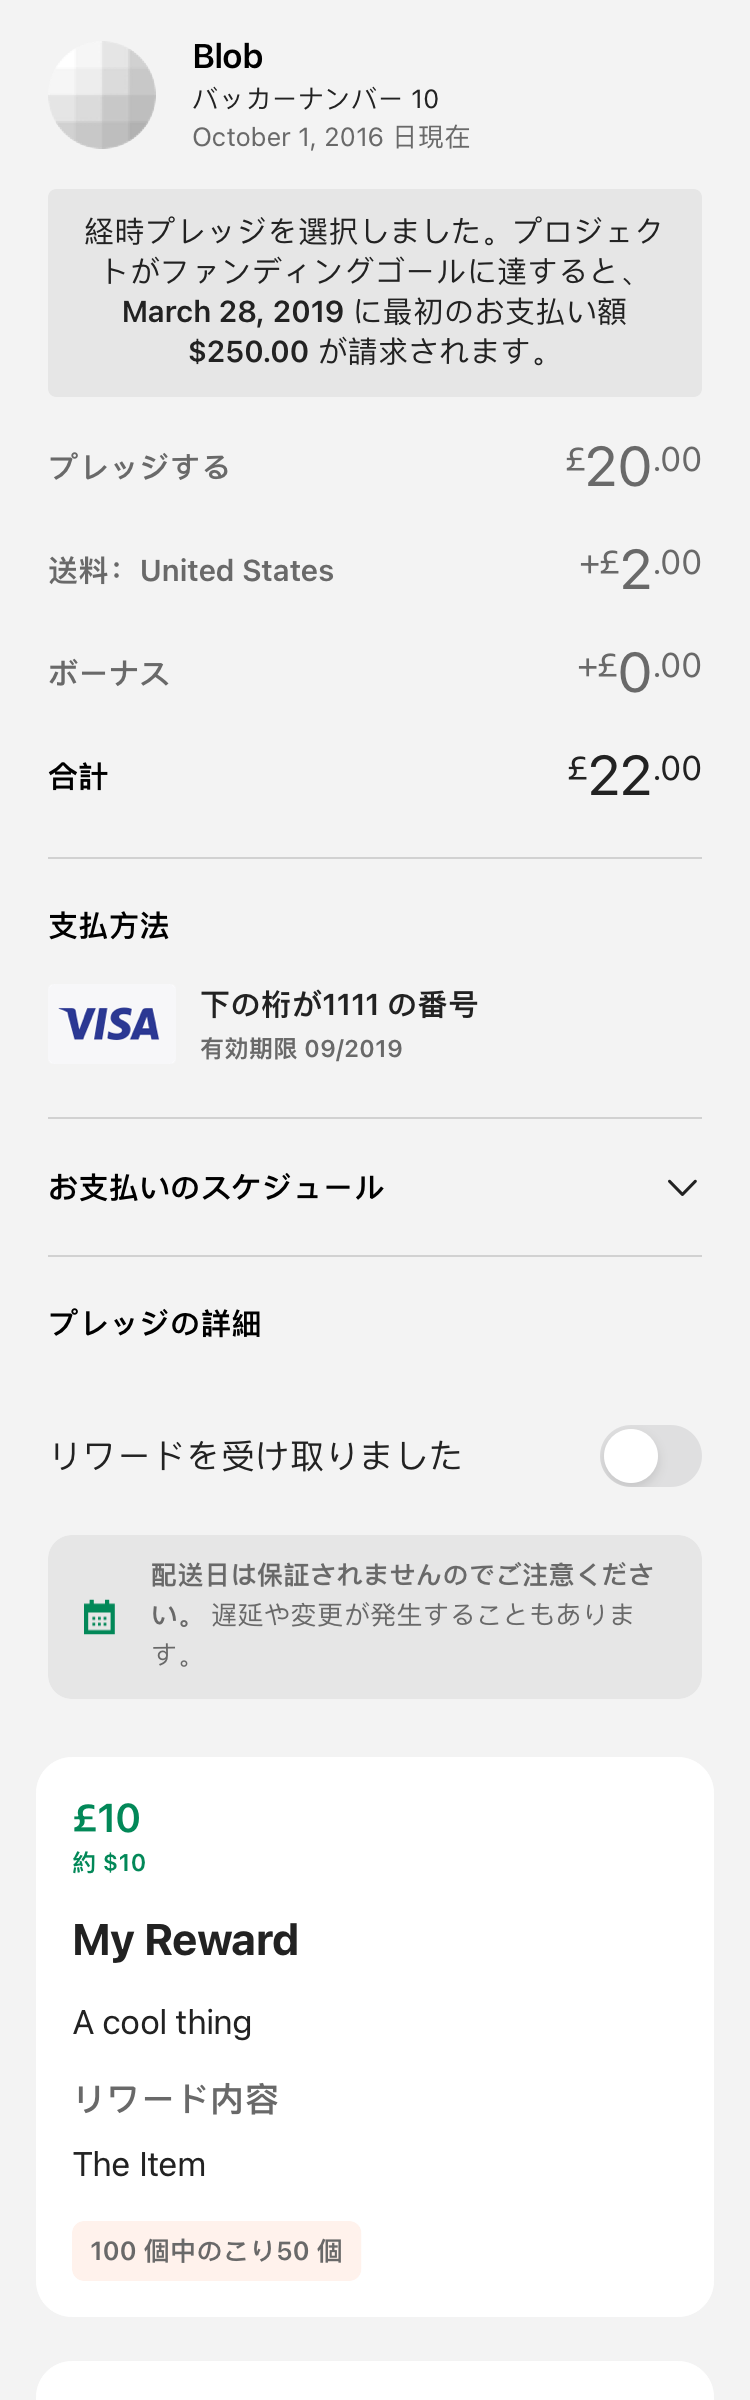 Blob
バッカーナンバー 10
October 1, 2016 日現在
経時プレッジを選択しました。プロジェク
トがファンディングゴールに達すると、
March 28, 2019 に最初のお支払い額
$250.00 が請求されます。
プレッジする £20.00
送料： United States +£2.00
ボーナス +£0.00
合計 £22.00
支払方法
VISA
下の桁が1111 の番号
有効期限 09/2019
お支払いのスケジュール
プレッジの詳細
リワードを受け取りました
配送日は保証されませんのでご注意くださ
い。 遅延や変更が発生することもありま
す。
£10
約 $10
My Reward
A cool thing
リワード内容
The Item
100 個中のこり50 個